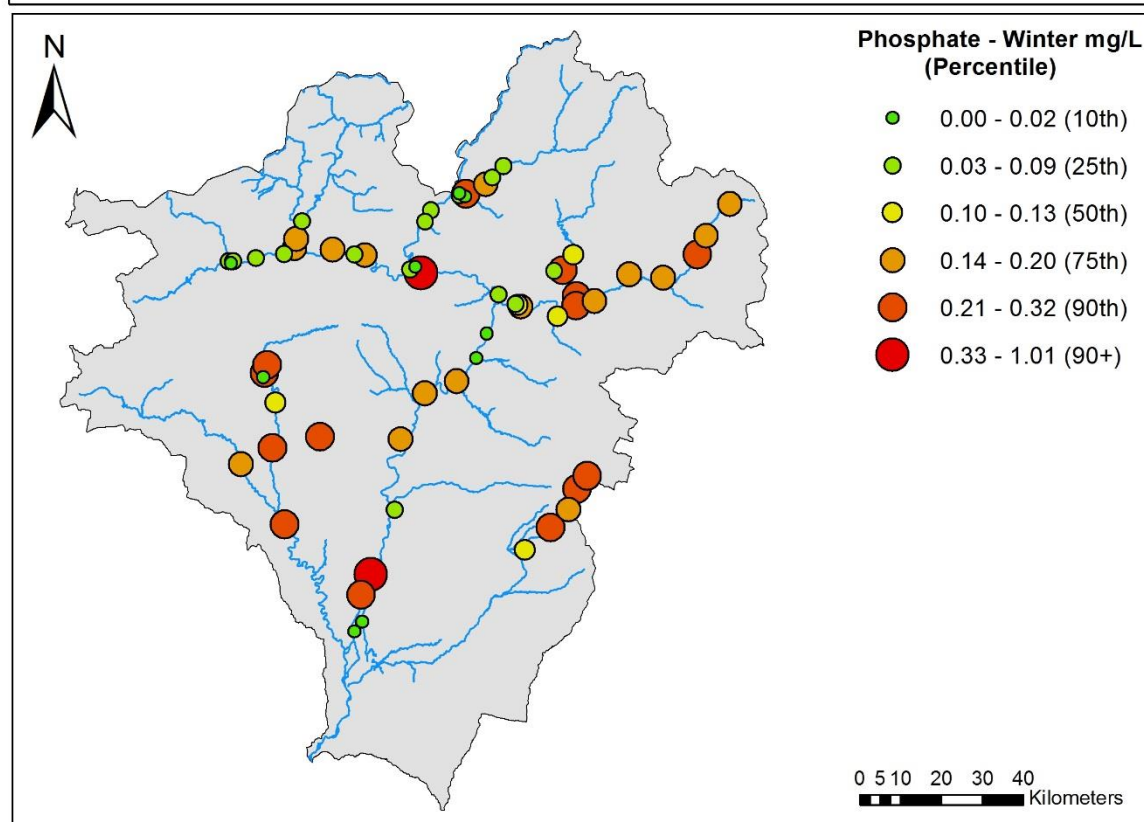 N
Phosphate - Winter mg/L
(Percentile)
0.00 - 0.02 (10th)
0.03 - 0.09 (25th)
0.10 - 0.13 (50th)
0.14 - 0.20 (75th)
0.21 - 0.32 (90th)
0.33 - 1.01 (90+)
0 5 10 20 30 40
Kilometers